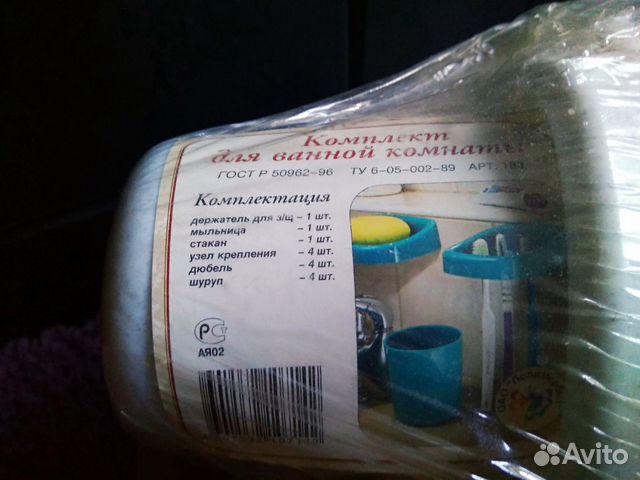 Комплект
для ванной комнаты
ГОСТ Р 50962-96 ТУ 6-05-002-89 АРТ. 183
Комплектация
держатель для з/щ - 1 шт.
мыльница - 1 шт.
стакан - 1 шт.
узел крепления - 4 шт.
дюбель - 4 шт.
шуруп - 4 шт.
АЯ02
ОАО
Avito